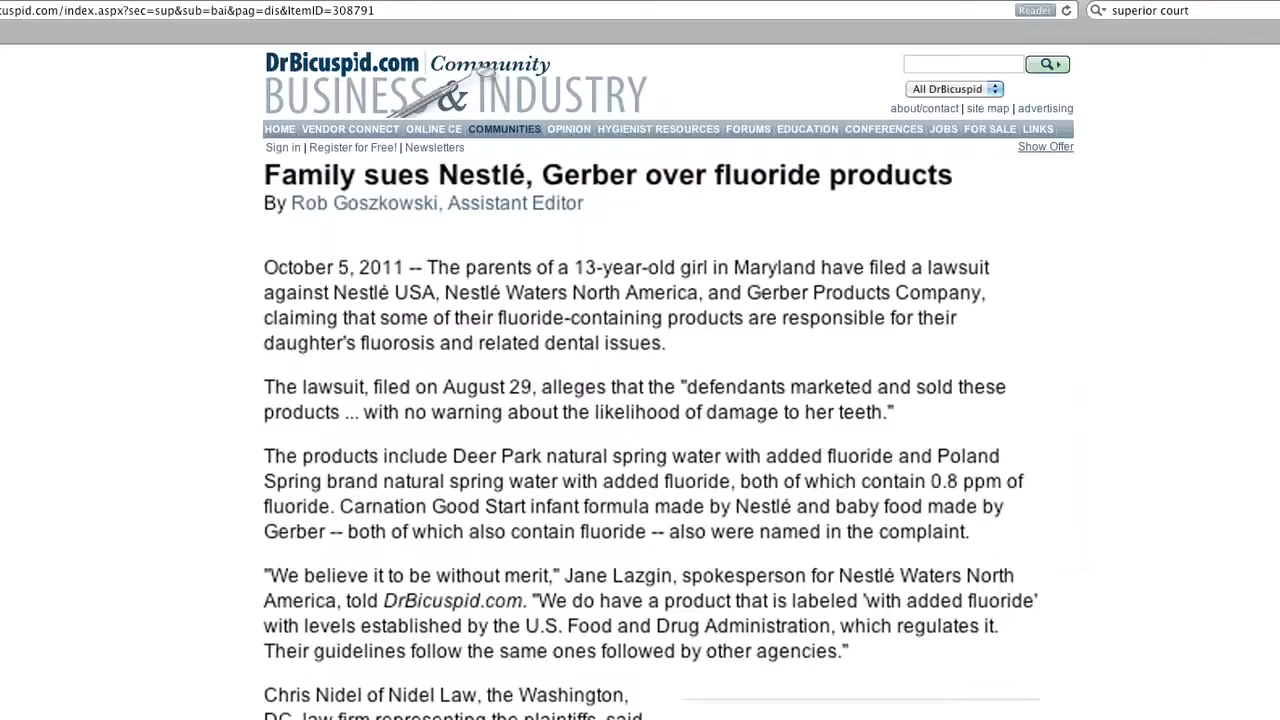 cuspid.com/index.aspx?sec=sup&sub=bai&pag=dis&ItemID=308791
Reader
superior court
DrBicuspid.com Community
BUSINESS & INDUSTRY
All DrBicuspid
about/contact | site map | advertising
HOME VENDOR CONNECT ONLINE CE COMMUNITIES OPINION HYGIENIST RESOURCES FORUMS EDUCATION CONFERENCES JOBS FOR SALE LINKS
Sign in | Register for Free! | Newsletters
Show Offer
Family sues Nestlé, Gerber over fluoride products
By Rob Goszkowski, Assistant Editor
October 5, 2011 -- The parents of a 13-year-old girl in Maryland have filed a lawsuit
against Nestlé USA, Nestlé Waters North America, and Gerber Products Company,
claiming that some of their fluoride-containing products are responsible for their
daughter's fluorosis and related dental issues.
The lawsuit, filed on August 29, alleges that the "defendants marketed and sold these
products ... with no warning about the likelihood of damage to her teeth."
The products include Deer Park natural spring water with added fluoride and Poland
Spring brand natural spring water with added fluoride, both of which contain 0.8 ppm of
fluoride. Carnation Good Start infant formula made by Nestlé and baby food made by
Gerber -- both of which also contain fluoride -- also were named in the complaint.
"We believe it to be without merit," Jane Lazgin, spokesperson for Nestlé Waters North
America, told DrBicuspid.com. "We do have a product that is labeled 'with added fluoride'
with levels established by the U.S. Food and Drug Administration, which regulates it.
Their guidelines follow the same ones followed by other agencies."
Chris Nidel of Nidel Law, the Washington,
DC, law firm representing the plaintiffs, said